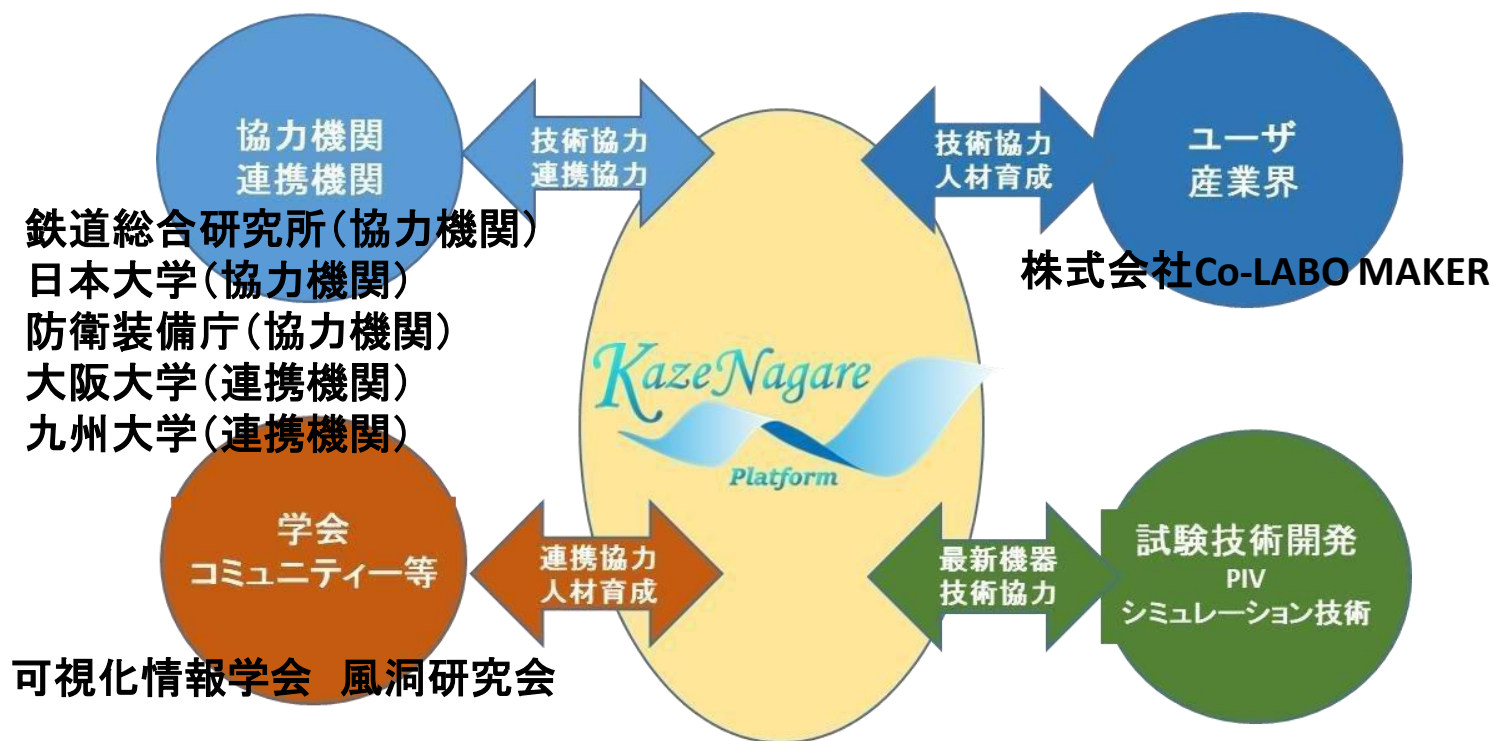 協力機関
連携機関
鉄道総合研究所(協力機関)
日本大学(協力機関)
防衛装備庁(協力機関)
大阪大学(連携機関)
九州大学(連携機関)
技術協力
連携協力
技術協力
人材育成
ユーザ
産業界
株式会社Co-LABO MAKER
KazeNagare
Platform
学会
コミュニティー等
可視化情報学会　風洞研究会
連携協力
人材育成
最新機器
技術協力
試験技術開発
PIV
シミュレーション技術